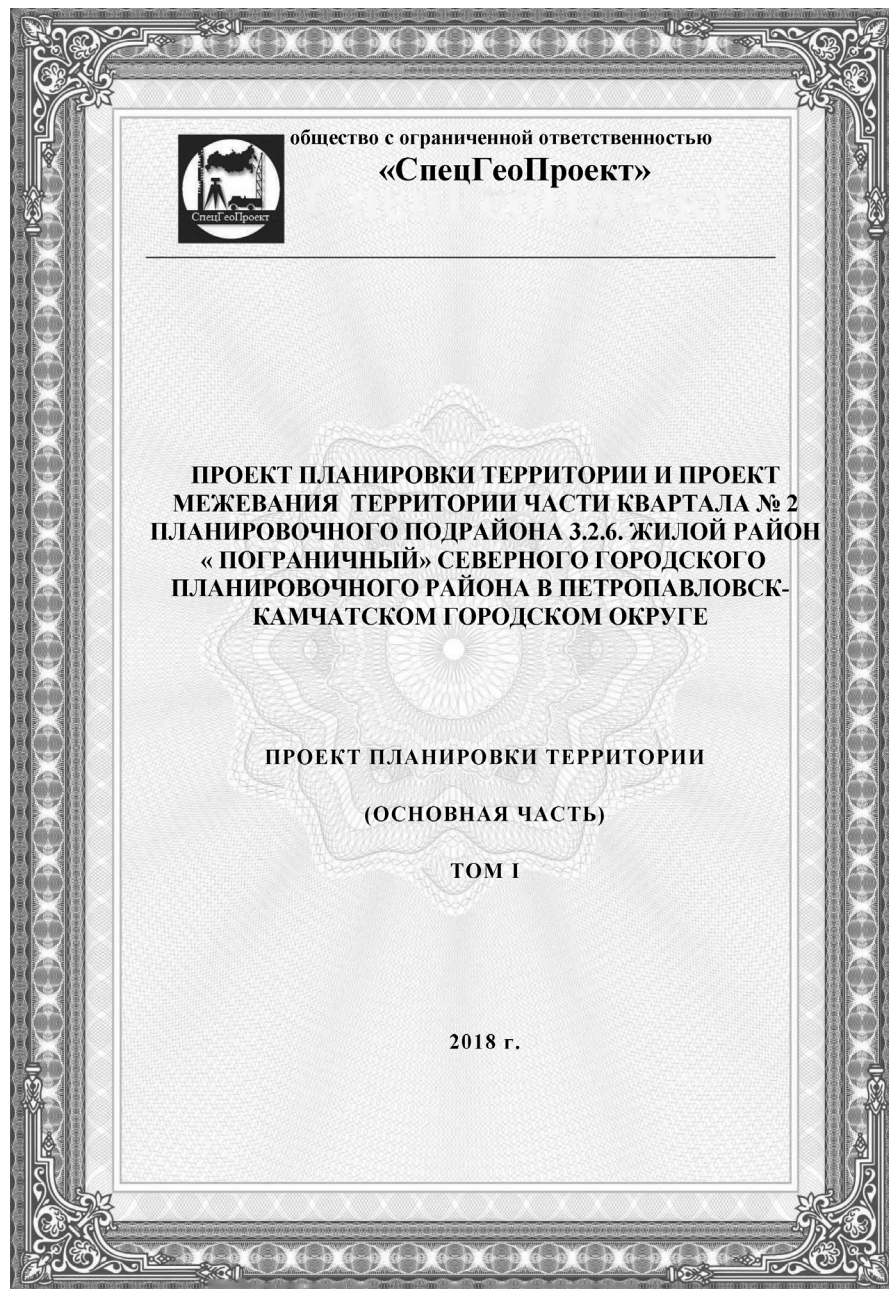 общество с ограниченной ответственностью
«СпецГеоПроект»
СпецГеоПроект
ПРОЕКТ ПЛАНИРОВКИ ТЕРРИТОРИИ И ПРОЕКТ
МЕЖЕВАНИЯ ТЕРРИТОРИИ ЧАСТИ КВАРТАЛА № 2
ПЛАНИРОВОЧНОГО ПОДРАЙОНА 3.2.6. ЖИЛОЙ РАЙОН
« ПОГРАНИЧНЫЙ» СЕВЕРНОГО ГОРОДСКОГО
ПЛАНИРОВОЧНОГО РАЙОНА В ПЕТРОПАВЛОВСК-
КАМЧАТСКОМ ГОРОДСКОМ ОКРУГЕ
ПРОЕКТ ПЛАНИРОВКИ ТЕРРИТОРИИ
(ОСНОВНАЯ ЧАСТЬ)
ТОМ I
2018 г.